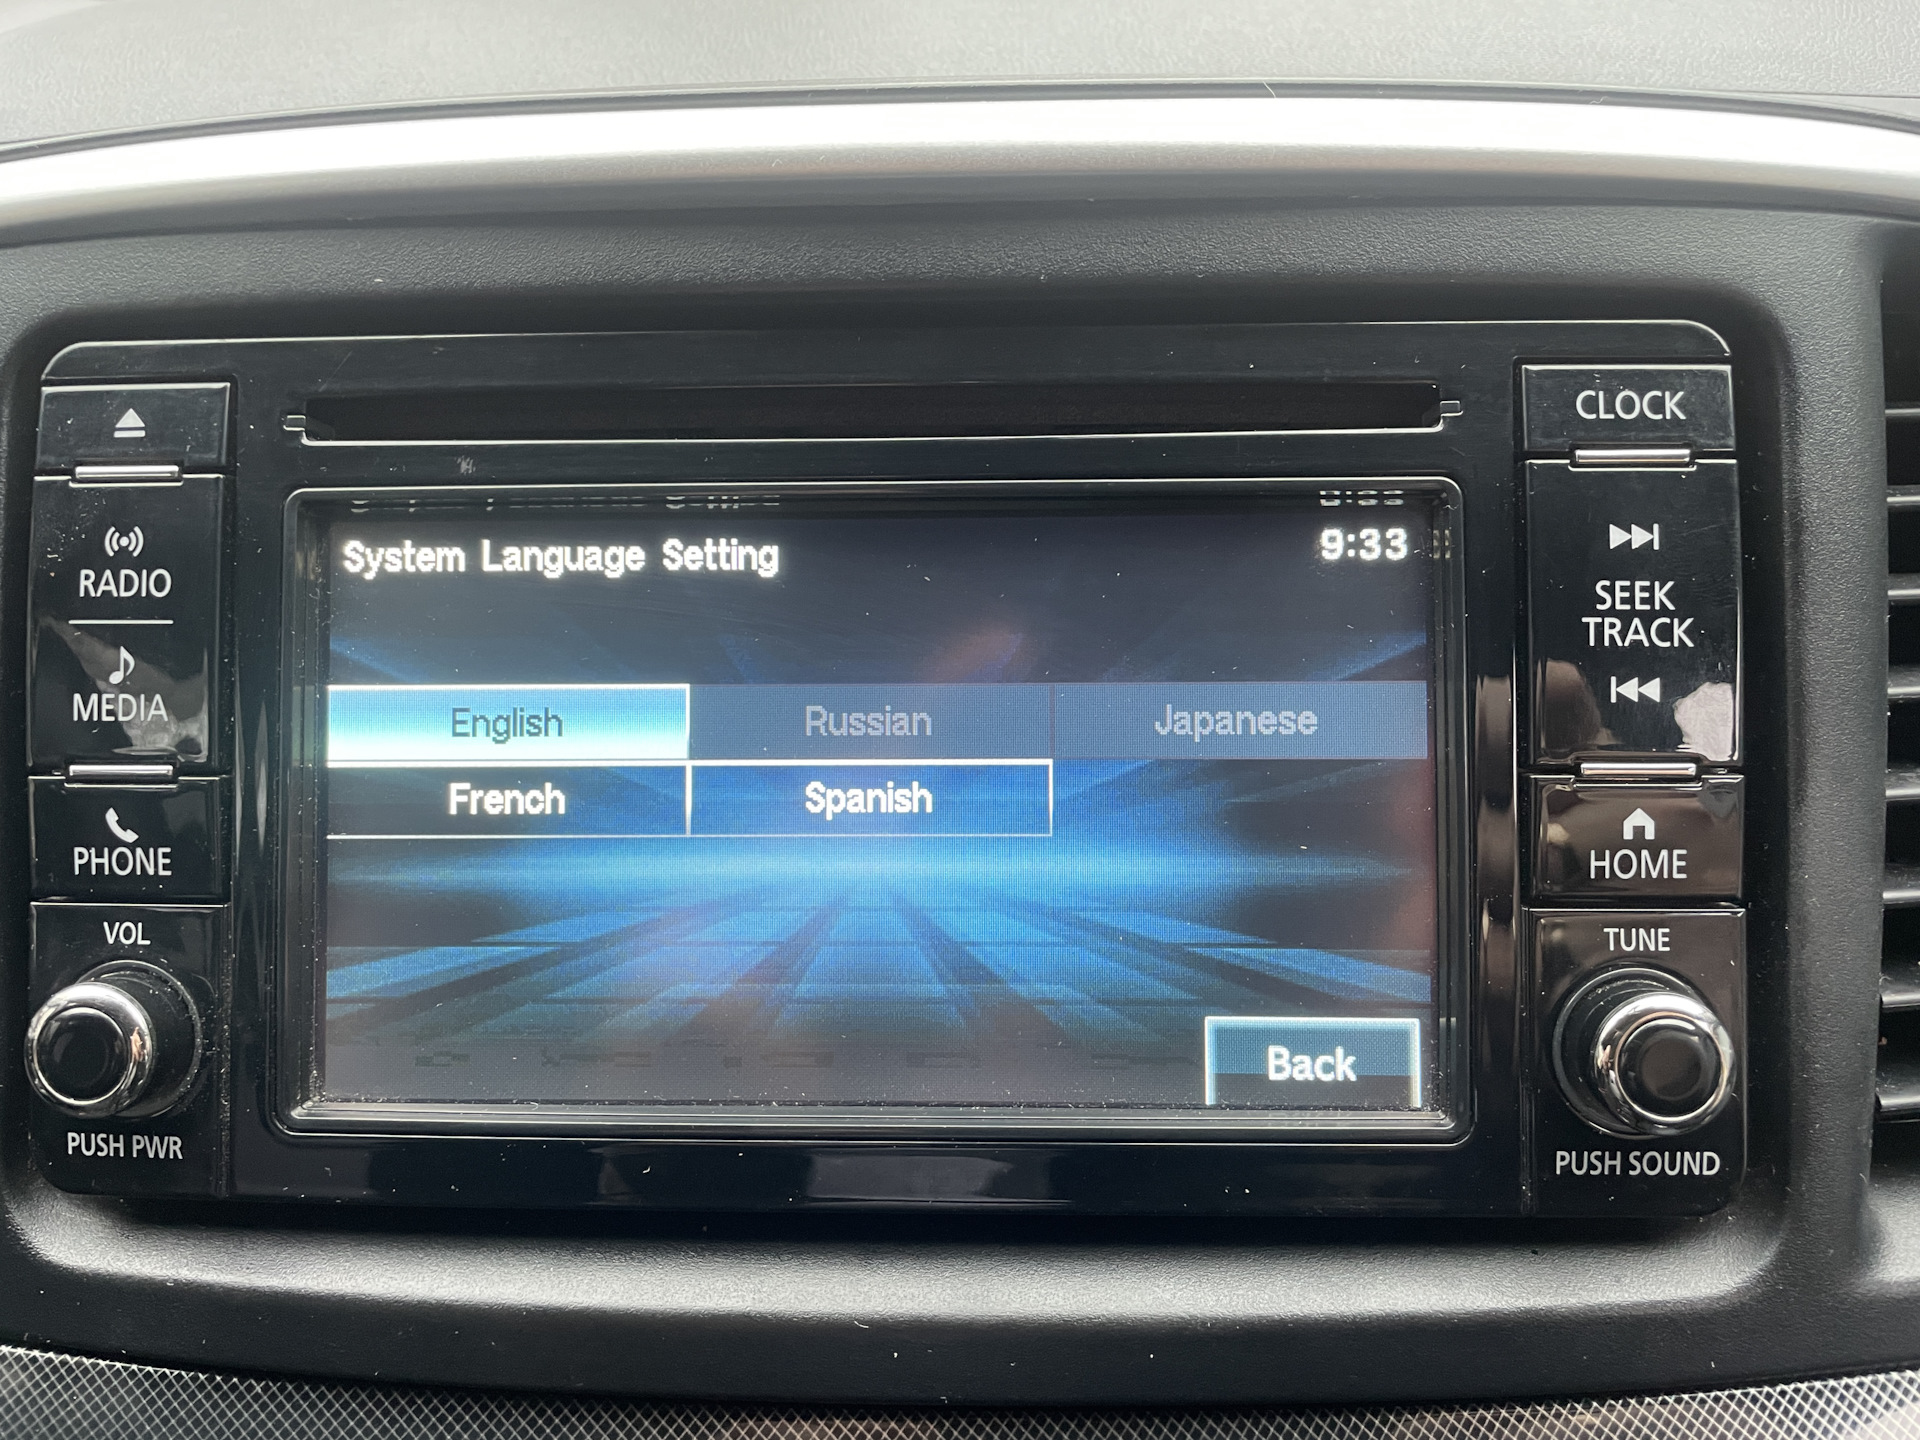 CLOCK
System Language Setting
9:33
RADIO
MEDIA
SEEK
TRACK
English
Russian
Japanese
French
Spanish
PHONE
HOME
VOL
TUNE
Back
PUSH PWR
PUSH SOUND